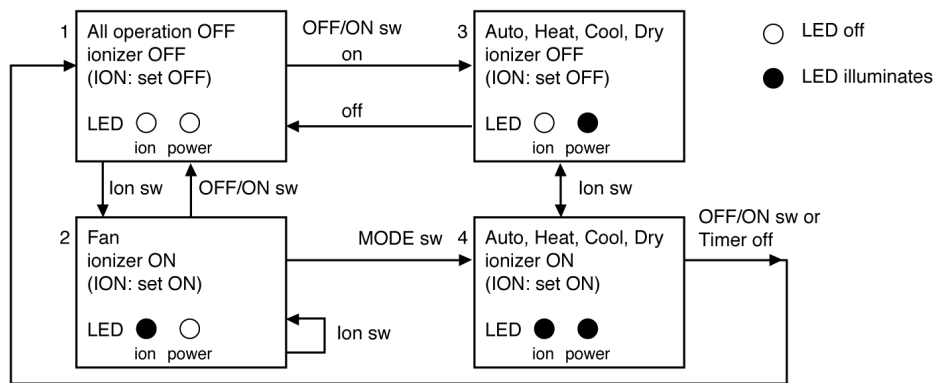 1
All operation OFF
ionizer OFF
(ION: set OFF)
LED
ion power
OFF/ON sw
on
off
3
Auto, Heat, Cool, Dry
ionizer OFF
(ION: set OFF)
LED
ion power
LED off
LED illuminates
Ion sw
OFF/ON sw
Ion sw
2
Fan
ionizer ON
(ION: set ON)
LED
ion power
MODE sw
Ion sw
4
Auto, Heat, Cool, Dry
ionizer ON
(ION: set ON)
LED
ion power
OFF/ON sw or
Timer off